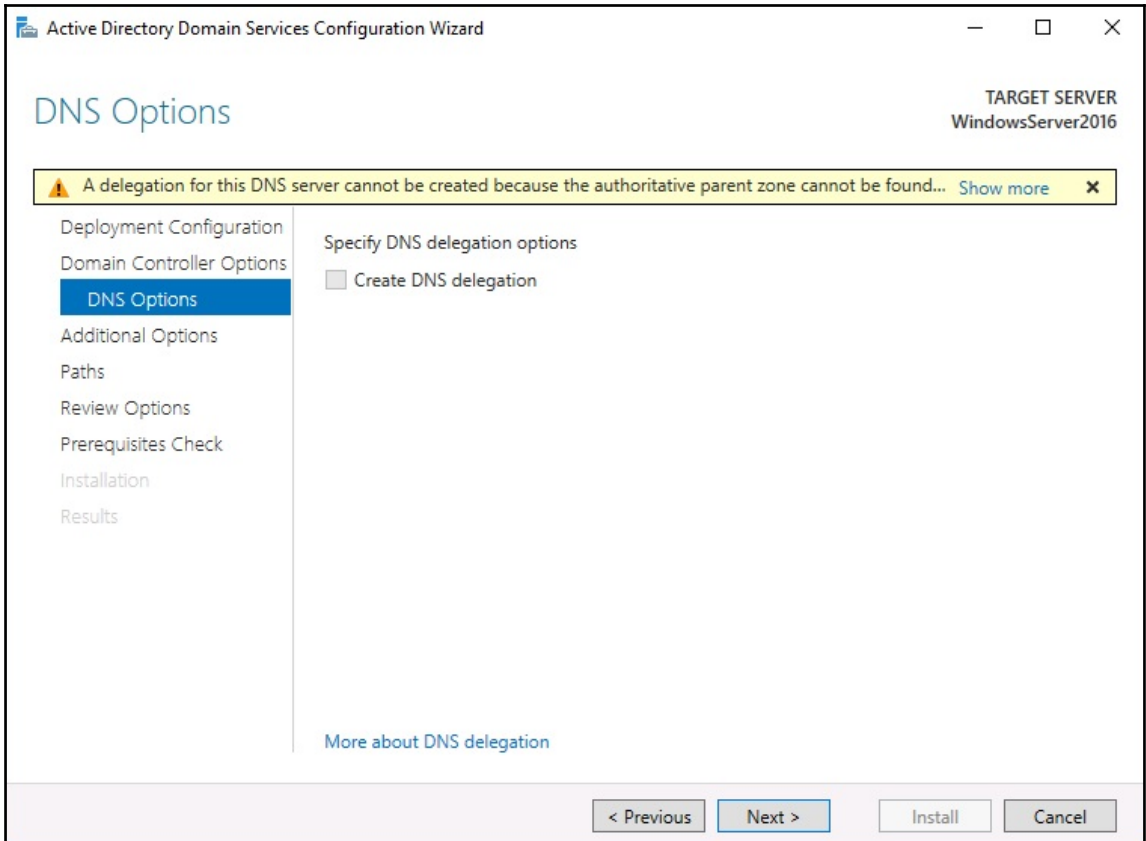 Active Directory Domain Services Configuration Wizard
DNS Options
TARGET SERVER
WindowsServer2016
A delegation for this DNS server cannot be created because the authoritative parent zone cannot be found... Show more
Deployment Configuration
Domain Controller Options
DNS Options
Additional Options
Paths
Review Options
Prerequisites Check
Installation
Results
Specify DNS delegation options
Create DNS delegation
More about DNS delegation
< Previous
Next >
Install
Cancel